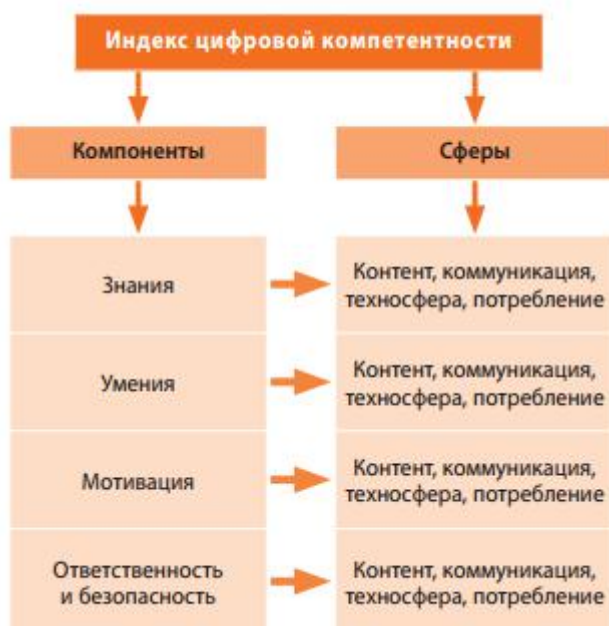 Индекс цифровой компетентности
Компоненты
Сферы
Знания
Контент, коммуникация,
техносфера, потребление
Умения
Контент, коммуникация,
техносфера, потребление
Мотивация
Контент, коммуникация,
техносфера, потребление
Ответственность
и безопасность
Контент, коммуникация,
техносфера, потребление